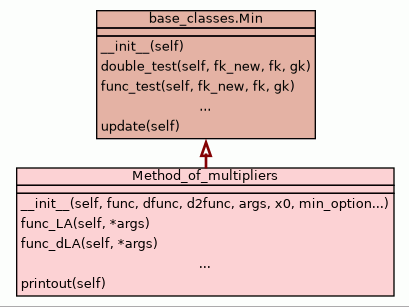 base_classes.Min
__init__(self)
double_test(self, fk_new, fk, gk)
func_test(self, fk_new, fk, gk)
...
update(self)
Method_of_multipliers
__init__(self, func, dfunc, d2func, args, x0, min_option...)
func_LA(self, *args)
func_dLA(self, *args)
...
printout(self)